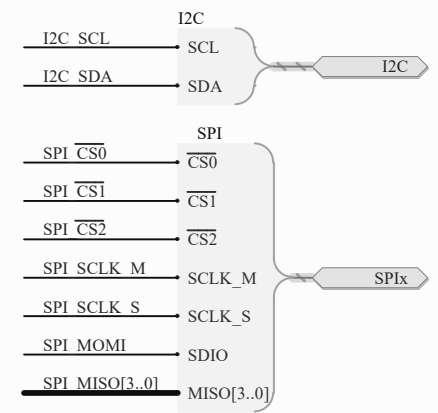 I2C
I2C_SCL SCL
I2C_SDA SDA
I2C
SPI
SPI_CS0 CS0
SPI_CS1 CS1
SPI_CS2 CS2
SPI_SCLK_M SCLK_M
SPIx
SPI_SCLK_S SCLK_S
SPI_MOMI SDIO
SPI_MISO[3..0] MISO[3..0]